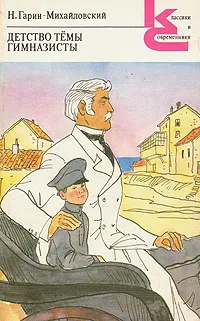 Н.Гарин-Михайловский
ДЕТСТВО ТЁМЫ
ГИМНАЗИСТЫ
Классики
и
Современники